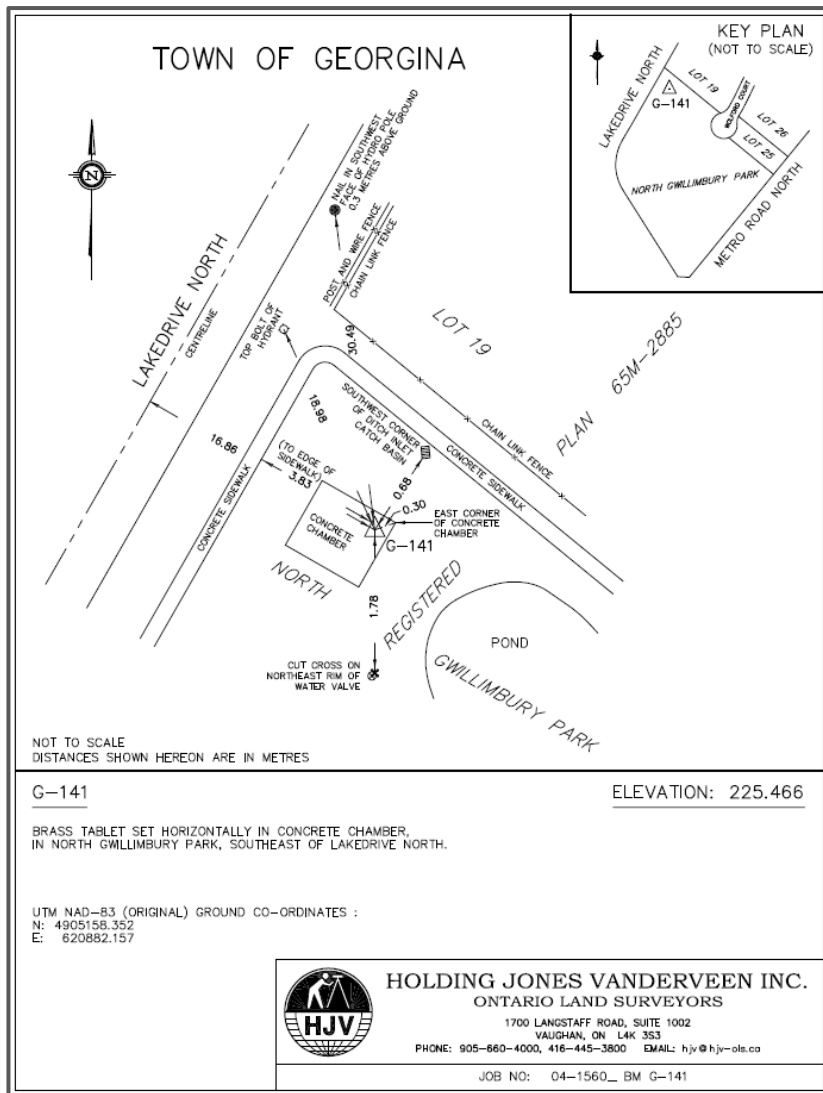 TOWN OF GEORGINA
KEY PLAN
(NOT TO SCALE)
LAKEDRIVE NORTH
G-141
LOT 19
WOLFORD COURT
LOT 26
LOT 25
NORTH GWILLIMBURY PARK
METRO ROAD NORTH
N
NAIL IN SOUTHWEST
FACE OF HYDRO POLE
0.3 METRES ABOVE GROUND
POST AND WIRE FENCE
CHAIN LINK FENCE
LAKEDRIVE NORTH
CENTRELINE
TOP BOLT OF
HYDRANT
30.49
LOT 19
PLAN 65M-2885
18.98
16.86
SOUTHWEST CORNER
OF DITCH INLET
CATCH BASIN
CHAIN LINK FENCE
CONCRETE SIDEWALK
(TO EDGE OF
SIDEWALK)
3.83
CONCRETE SIDEWALK
0.68
0.30
EAST CORNER
OF CONCRETE
CHAMBER
CONCRETE
CHAMBER
G-141
NORTH
REGISTERED
1.78
POND
GWILLIMBURY PARK
CUT CROSS ON
NORTHEAST RIM OF
WATER VALVE
NOT TO SCALE
DISTANCES SHOWN HEREON ARE IN METRES
G-141
ELEVATION: 225.466
BRASS TABLET SET HORIZONTALLY IN CONCRETE CHAMBER,
IN NORTH GWILLIMBURY PARK, SOUTHEAST OF LAKEDRIVE NORTH.
UTM NAD-83 (ORIGINAL) GROUND CO-ORDINATES :
N: 4905158.352
E: 620882.157
HJV
HOLDING JONES VANDERVEEN INC.
ONTARIO LAND SURVEYORS
1700 LANGSTAFF ROAD, SUITE 1002
VAUGHAN, ON L4K 3S3
PHONE: 905-660-4000, 416-445-3800 EMAIL: hjv@hjv-ols.ca
JOB NO: 04-1560_ BM G-141